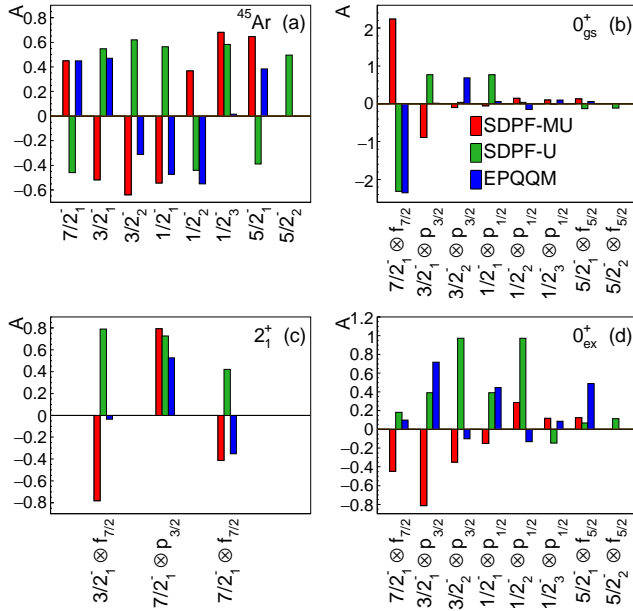 A
⁴⁵Ar (a)
0.8
0.6
0.4
0.2
0
−0.2
−0.4
−0.6
7/2⁻₁
3/2⁻₁
3/2⁻₂
1/2⁻₁
1/2⁻₂
1/2⁻₃
5/2⁻₁
5/2⁻₂
A
0⁺gs (b)
2
1
0
−1
−2
SDPF-MU
SDPF-U
EPQQM
7/2⁻₁ ⊗ f7/2
3/2⁻₁ ⊗ p3/2
3/2⁻₂ ⊗ p3/2
1/2⁻₁ ⊗ p1/2
1/2⁻₂ ⊗ p1/2
1/2⁻₃ ⊗ p1/2
5/2⁻₁ ⊗ f5/2
5/2⁻₂ ⊗ f5/2
A
(c) 2⁺₁
0.8
0.6
0.4
0.2
0
−0.2
−0.4
−0.6
−0.8
3/2⁻₁ ⊗ f7/2
7/2⁻₁ ⊗ p3/2
7/2⁻₁ ⊗ f7/2
A
0⁺ex (d)
1.2
1
0.8
0.6
0.4
0.2
0
−0.2
−0.4
−0.6
−0.8
7/2⁻₁ ⊗ f7/2
3/2⁻₁ ⊗ p3/2
3/2⁻₂ ⊗ p3/2
1/2⁻₁ ⊗ p1/2
1/2⁻₂ ⊗ p1/2
1/2⁻₃ ⊗ p1/2
5/2⁻₁ ⊗ f5/2
5/2⁻₂ ⊗ f5/2